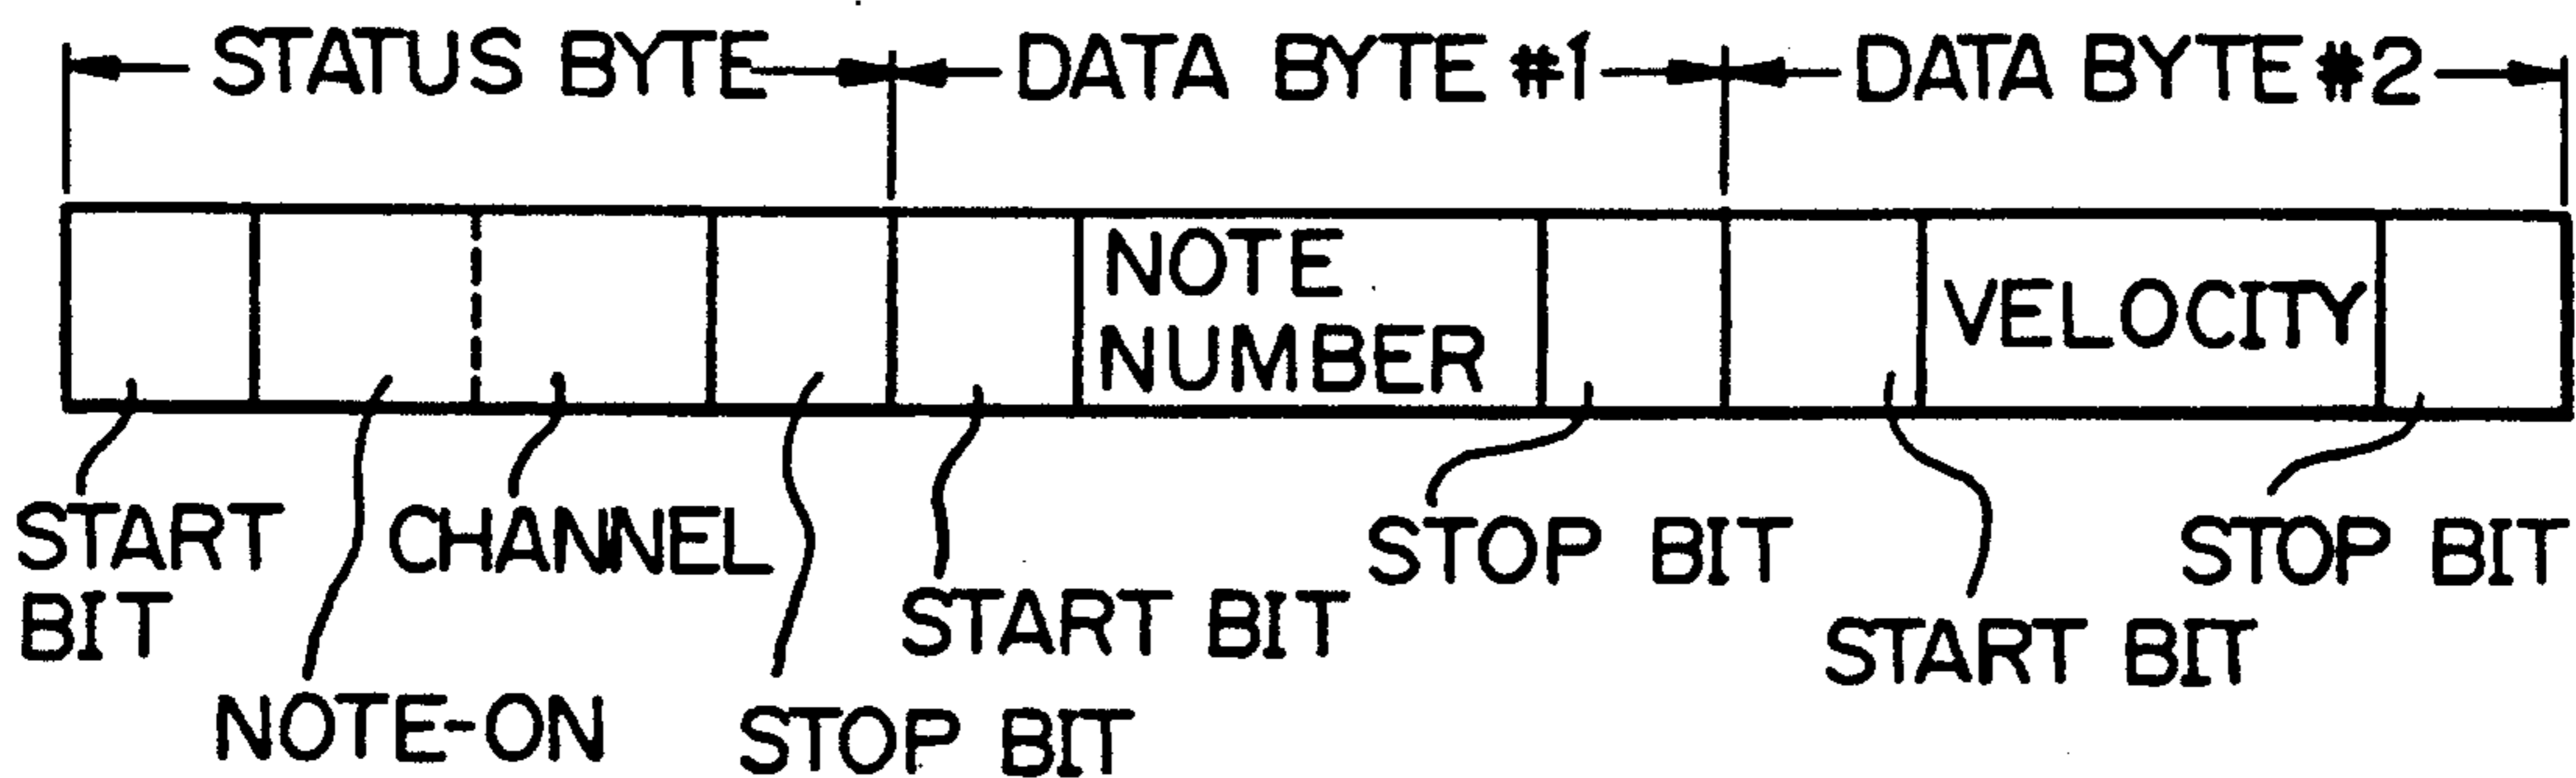 STATUS BYTE DATA BYTE #1 DATA BYTE #2
NOTE
NUMBER
VELOCITY
START
BIT
NOTE-ON
CHANNEL
STOP BIT
START BIT
STOP BIT
START BIT
STOP BIT